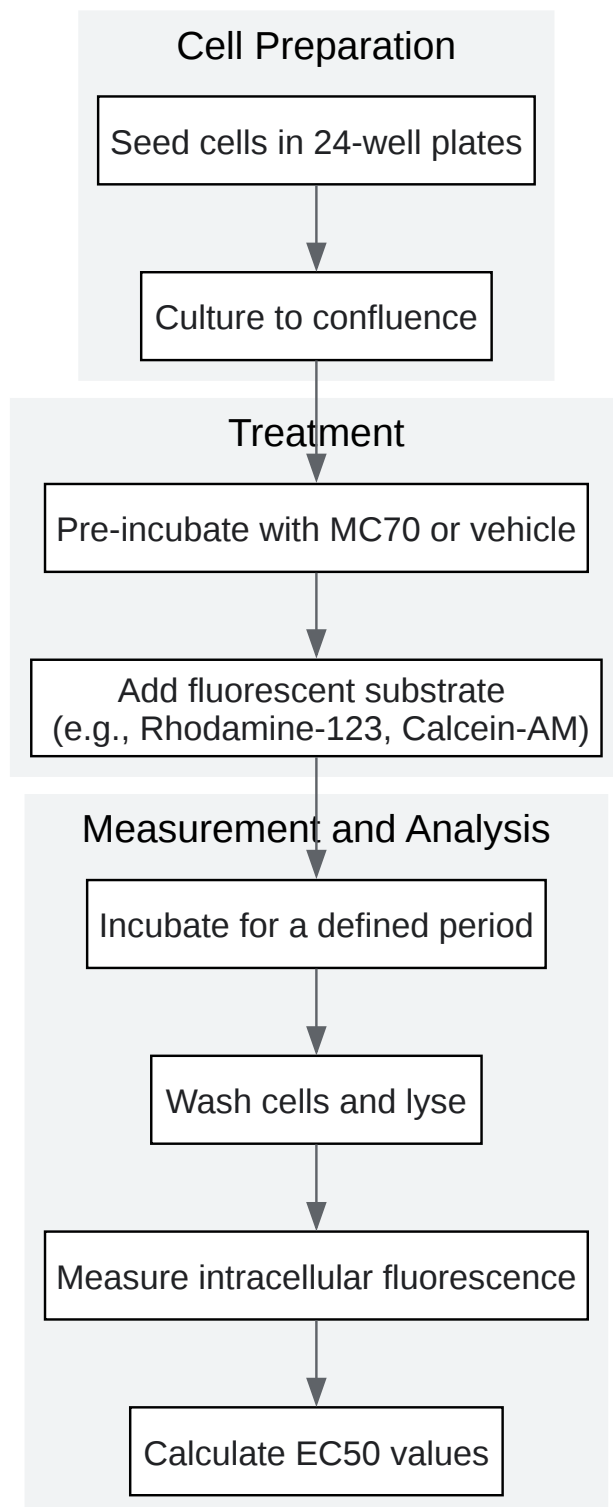 Cell Preparation
Seed cells in 24-well plates
Culture to confluence
Treatment
Pre-incubate with MC70 or vehicle
Add fluorescent substrate
(e.g., Rhodamine-123, Calcein-AM)
Measurement and Analysis
Incubate for a defined period
Wash cells and lyse
Measure intracellular fluorescence
Calculate EC50 values